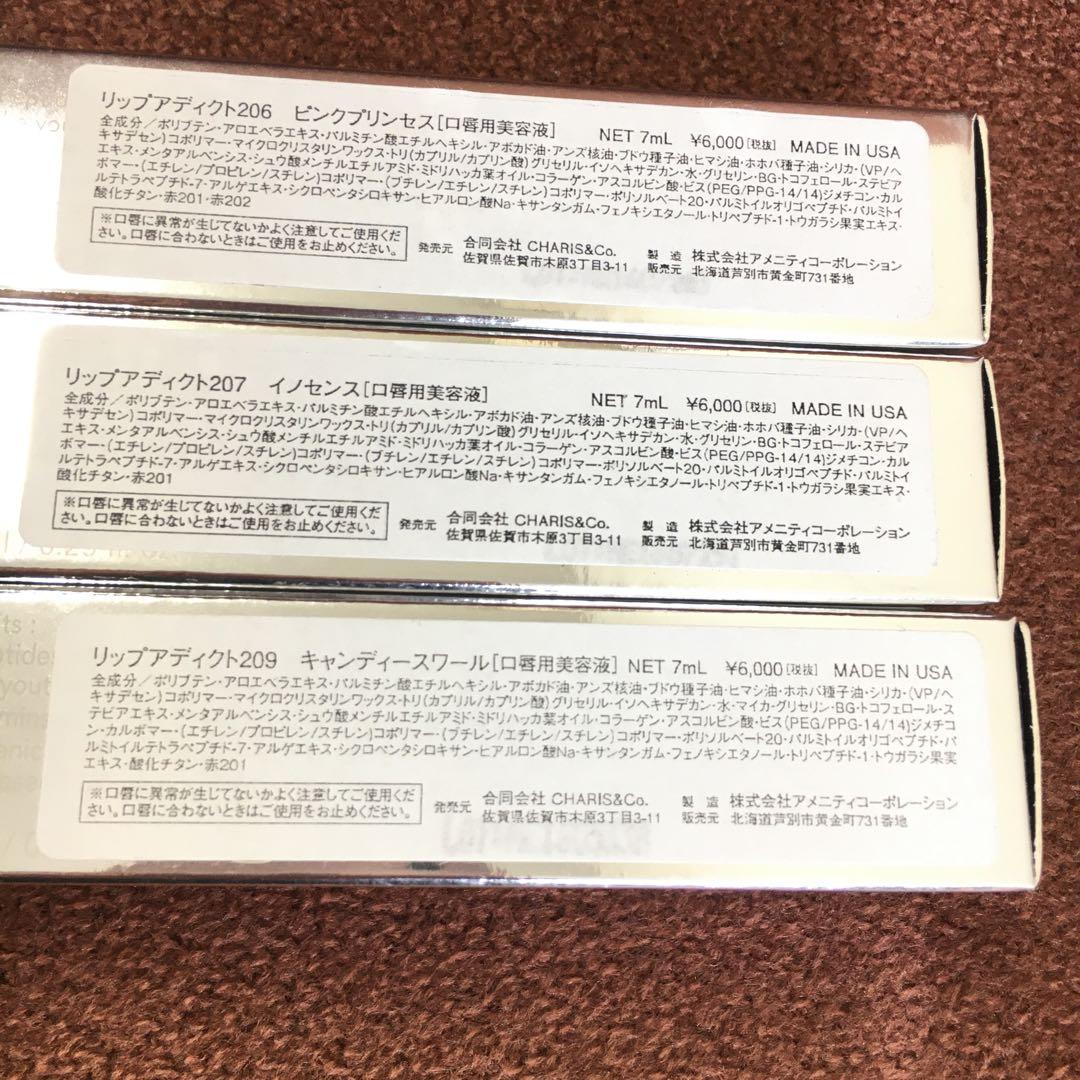 リップアディクト206 ピンクプリンセス[口唇用美容液] NET 7mL ¥6,000[税抜] MADE IN USA
全成分/ポリブテン・アロエベラエキス・パルミチン酸エチルヘキシル・アボカド油・アンズ核油・ブドウ種子油・ヒマシ油・ホホバ種子油・シリカ・(VP/ヘ
キサデセン)コポリマー・マイクロクリスタリンワックス・トリ(カプリル/カプリン酸)グリセリル・イソヘキサデカン・水・グリセリン・BG・トコフェロール・ステビア
エキス・メンタアルベンシス・シュウ酸メンチルエチルアミド・ミドリハッカ葉オイル・コラーゲン・アスコルビン酸・ビス(PEG/PPG-14/14)ジメチコン・カル
ボマー・(エチレン/プロピレン/スチレン)コポリマー・(ブチレン/エチレン/スチレン)コポリマー・ポリソルベート20・パルミトイルオリゴペプチド・パルミトイ
ルテトラペプチド-7・アルゲエキス・シクロペンタシロキサン・ヒアルロン酸Na・キサンタンガム・フェノキシエタノール・トリペプチド-1・トウガラシ果実エキス・
酸化チタン・赤201・赤202
※口唇に異常が生じてないかよく注意してご使用くだ
さい。口唇に合わないときはご使用をお止めください。
発売元 合同会社 CHARIS&Co.
佐賀県佐賀市木原3丁目3-11
製造 株式会社アメニティコーポレーション
販売元 北海道芦別市黄金町731番地
リップアディクト207 イノセンス[口唇用美容液] NET 7mL ¥6,000[税抜] MADE IN USA
全成分/ポリブテン・アロエベラエキス・パルミチン酸エチルヘキシル・アボカド油・アンズ核油・ブドウ種子油・ヒマシ油・ホホバ種子油・シリカ・(VP/ヘ
キサデセン)コポリマー・マイクロクリスタリンワックス・トリ(カプリル/カプリン酸)グリセリル・イソヘキサデカン・水・グリセリン・BG・トコフェロール・ステビア
エキス・メンタアルベンシス・シュウ酸メンチルエチルアミド・ミドリハッカ葉オイル・コラーゲン・アスコルビン酸・ビス(PEG/PPG-14/14)ジメチコン・カル
ボマー・(エチレン/プロピレン/スチレン)コポリマー・(ブチレン/エチレン/スチレン)コポリマー・ポリソルベート20・パルミトイルオリゴペプチド・パルミトイ
ルテトラペプチド-7・アルゲエキス・シクロペンタシロキサン・ヒアルロン酸Na・キサンタンガム・フェノキシエタノール・トリペプチド-1・トウガラシ果実エキス・
酸化チタン・赤201
※口唇に異常が生じてないかよく注意してご使用くだ
さい。口唇に合わないときはご使用をお止めください。
発売元 合同会社 CHARIS&Co.
佐賀県佐賀市木原3丁目3-11
製造 株式会社アメニティコーポレーション
販売元 北海道芦別市黄金町731番地
リップアディクト209 キャンディースワール[口唇用美容液] NET 7mL ¥6,000[税抜] MADE IN USA
全成分/ポリブテン・アロエベラエキス・パルミチン酸エチルヘキシル・アボカド油・アンズ核油・ブドウ種子油・ヒマシ油・ホホバ種子油・シリカ・(VP/ヘ
キサデセン)コポリマー・マイクロクリスタリンワックス・トリ(カプリル/カプリン酸)グリセリル・イソヘキサデカン・水・マイカ・グリセリン・BG・トコフェロール・ス
テビアエキス・メンタアルベンシス・シュウ酸メンチルエチルアミド・ミドリハッカ葉オイル・コラーゲン・アスコルビン酸・ビス(PEG/PPG-14/14)ジメチコ
ン・カルボマー・(エチレン/プロピレン/スチレン)コポリマー・(ブチレン/エチレン/スチレン)コポリマー・ポリソルベート20・パルミトイルオリゴペプチド・パ
ルミトイルテトラペプチド-7・アルゲエキス・シクロペンタシロキサン・ヒアルロン酸Na・キサンタンガム・フェノキシエタノール・トリペプチド-1・トウガラシ果実
エキス・酸化チタン・赤201
※口唇に異常が生じてないかよく注意してご使用くだ
さい。口唇に合わないときはご使用をお止めください。
発売元 合同会社 CHARIS&Co.
佐賀県佐賀市木原3丁目3-11
製造 株式会社アメニティコーポレーション
販売元 北海道芦別市黄金町731番地